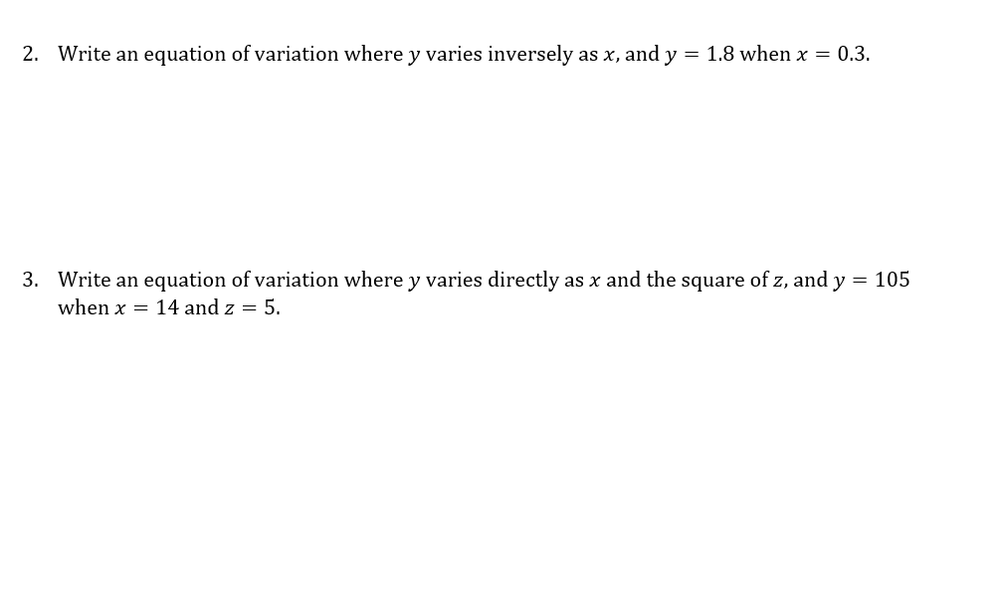 2. Write an equation of variation where y varies inversely as x, and y = 1.8 when x = 0.3.
3. Write an equation of variation where y varies directly as x and the square of z, and y = 105
when x = 14 and z = 5.